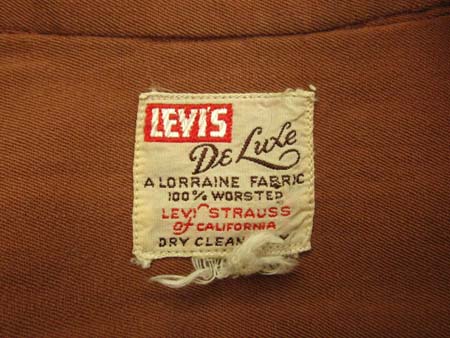 LEVI'S
De Luxe
A LORRAINE FABRIC
100% WORSTED
LEVI STRAUSS
of CALIFORNIA
DRY CLEAN